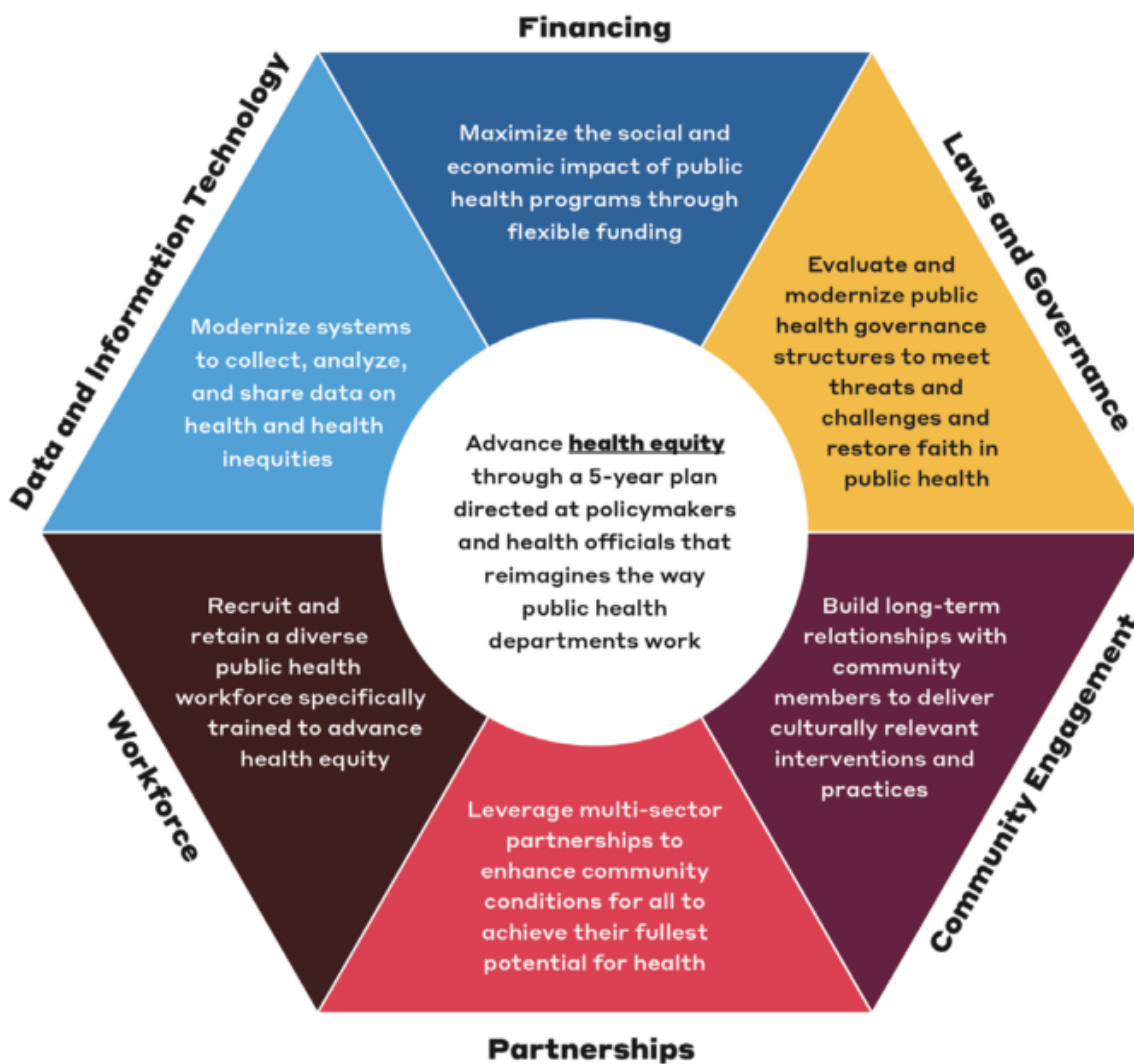 Financing
Maximize the social and
economic impact of public
health programs through
flexible funding
Laws and Governance
Evaluate and
modernize public
health governance
structures to meet
threats and
challenges and
restore faith in
public health
Community Engagement
Build long-term
relationships with
community
members to deliver
culturally relevant
interventions and
practices
Partnerships
Leverage multi-sector
partnerships to
enhance community
conditions for all to
achieve their fullest
potential for health
Workforce
Recruit and
retain a diverse
public health
workforce specifically
trained to advance
health equity
Data and Information Technology
Modernize systems
to collect, analyze,
and share data on
health and health
inequities
Advance health equity
through a 5-year plan
directed at policymakers
and health officials that
reimagines the way
public health
departments work